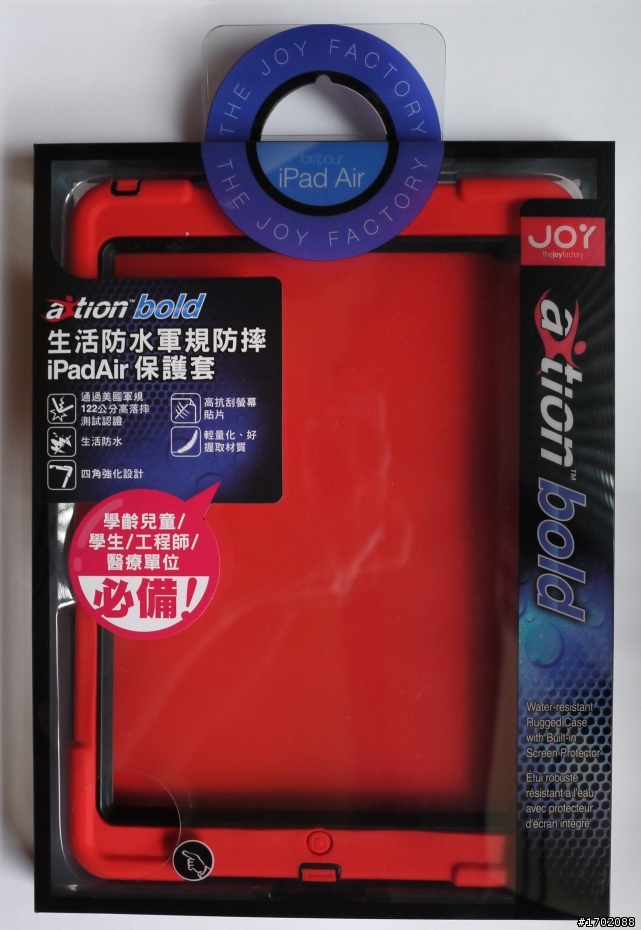 THE JOY FACTORY
for/pour
iPad Air
THE JOY FACTORY
JOY
thejoyfactory
axtion™ bold
生活防水軍規防摔
iPadAir 保護套
通過美國軍規
122公分高落摔
測試認證
生活防水
四角強化設計
高抗刮螢幕
貼片
輕量化、好
握取材質
學齡兒童/
學生/工程師/
醫療單位
必備!
axtion™ bold
Water-resistant
Rugged Case
with Built-in
Screen Protector
Étui robuste
résistant à l'eau
avec protecteur
d'écran intégré
#1702088